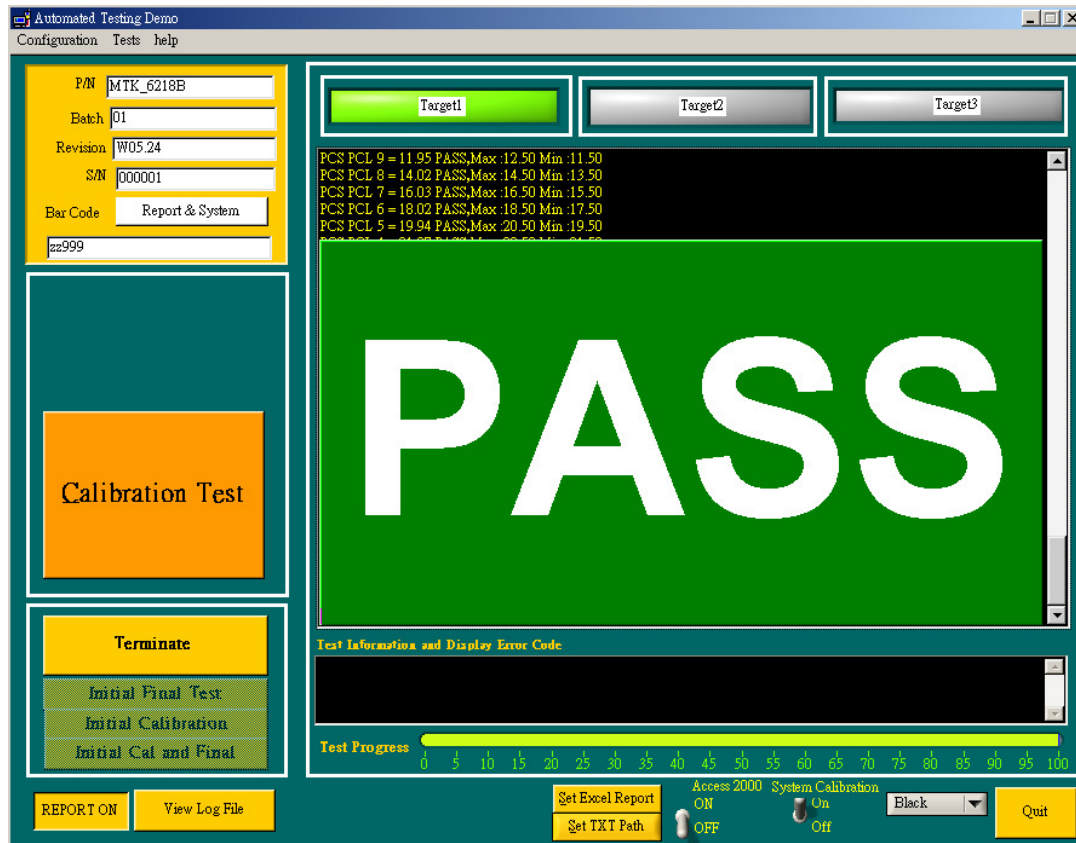 Automated Testing Demo
Configuration Tests help
P/N MTK_6218B
Batch 01
Revision W05.24
S/N 000001
Bar Code Report & System
zz999
Calibration Test
Terminate
Initial Final Test
Initial Calibration
Initial Cal and Final
REPORT ON View Log File
Target1 Target2 Target3
PCS PCL 9 = 11.95 PASS,Max :12.50 Min :11.50
PCS PCL 8 = 14.02 PASS,Max :14.50 Min :13.50
PCS PCL 7 = 16.03 PASS,Max :16.50 Min :15.50
PCS PCL 6 = 18.02 PASS,Max :18.50 Min :17.50
PCS PCL 5 = 19.94 PASS,Max :20.50 Min :19.50
PASS
Test Information and Display Error Code
Test Progress
0 5 10 15 20 25 30 35 40 45 50 55 60 65 70 75 80 85 90 95 100
Set Excel Report
Set TXT Path
Access 2000
ON
OFF
System Calibration
On
Off
Black
Quit